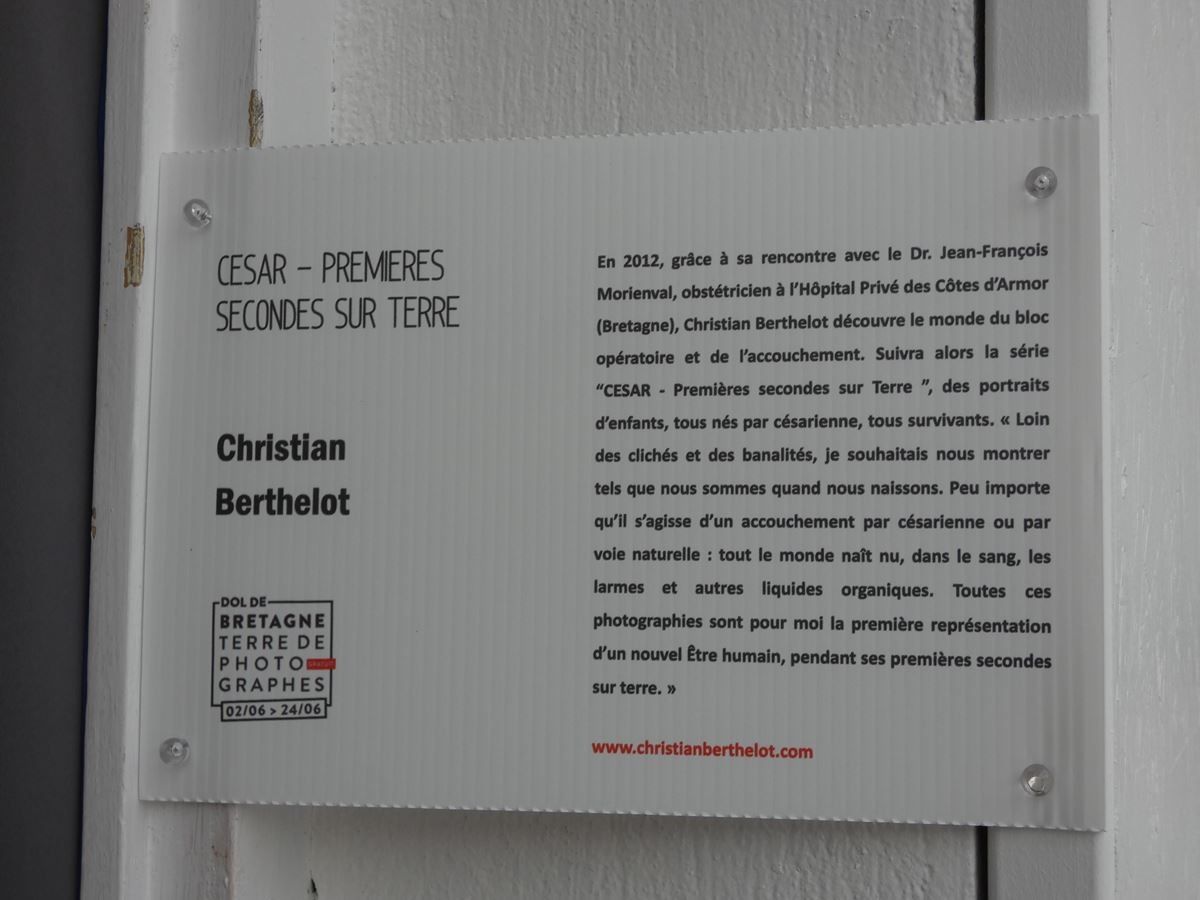 CESAR – PREMIERES
SECONDES SUR TERRE
Christian
Berthelot
DOL DE
BRETAGNE
TERRE DE
PHOTO GRATUIT
GRAPHES
02/06 > 24/06
En 2012, grâce à sa rencontre avec le Dr. Jean-François
Morienval, obstétricien à l'Hôpital Privé des Côtes d'Armor
(Bretagne), Christian Berthelot découvre le monde du bloc
opératoire et de l'accouchement. Suivra alors la série
“CESAR - Premières secondes sur Terre ”, des portraits
d'enfants, tous nés par césarienne, tous survivants. « Loin
des clichés et des banalités, je souhaitais nous montrer
tels que nous sommes quand nous naissons. Peu importe
qu'il s'agisse d'un accouchement par césarienne ou par
voie naturelle : tout le monde naît nu, dans le sang, les
larmes et autres liquides organiques. Toutes ces
photographies sont pour moi la première représentation
d'un nouvel Être humain, pendant ses premières secondes
sur terre. »
www.christianberthelot.com